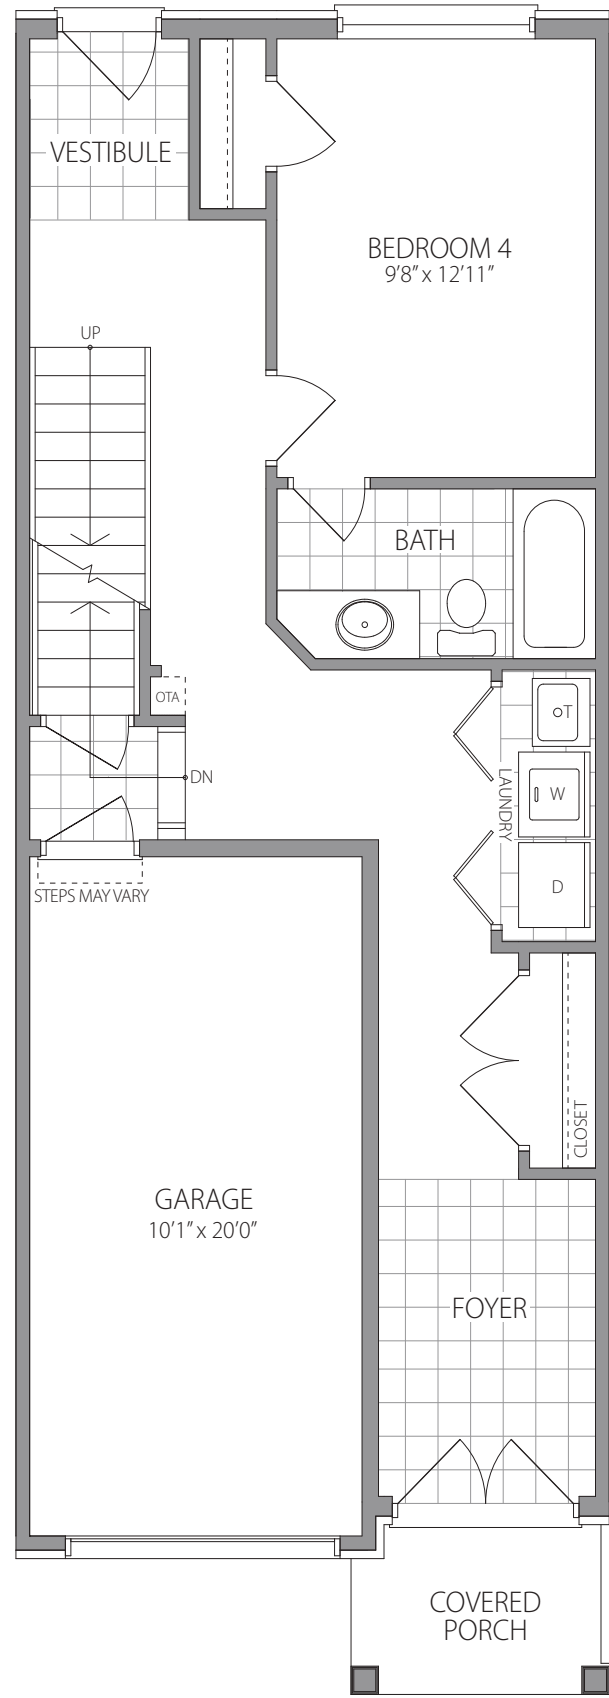 VESTIBULE
BEDROOM 4
9'8" x 12'11"
UP
BATH
OTA
T
DN
W
LAUNDRY
D
STEPS MAY VARY
CLOSET
GARAGE
10'1" x 20'0"
FOYER
COVERED
PORCH